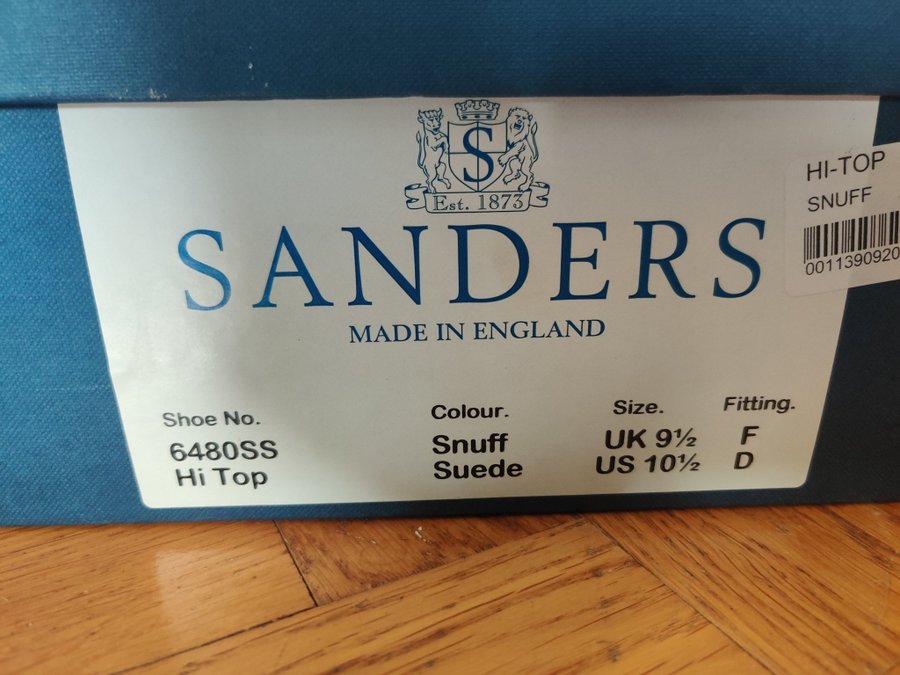 S
Est. 1873
SANDERS
MADE IN ENGLAND
HI-TOP
SNUFF
0011390920
Shoe No. Colour. Size. Fitting.
6480SS Snuff UK 9½ F
Hi Top Suede US 10½ D